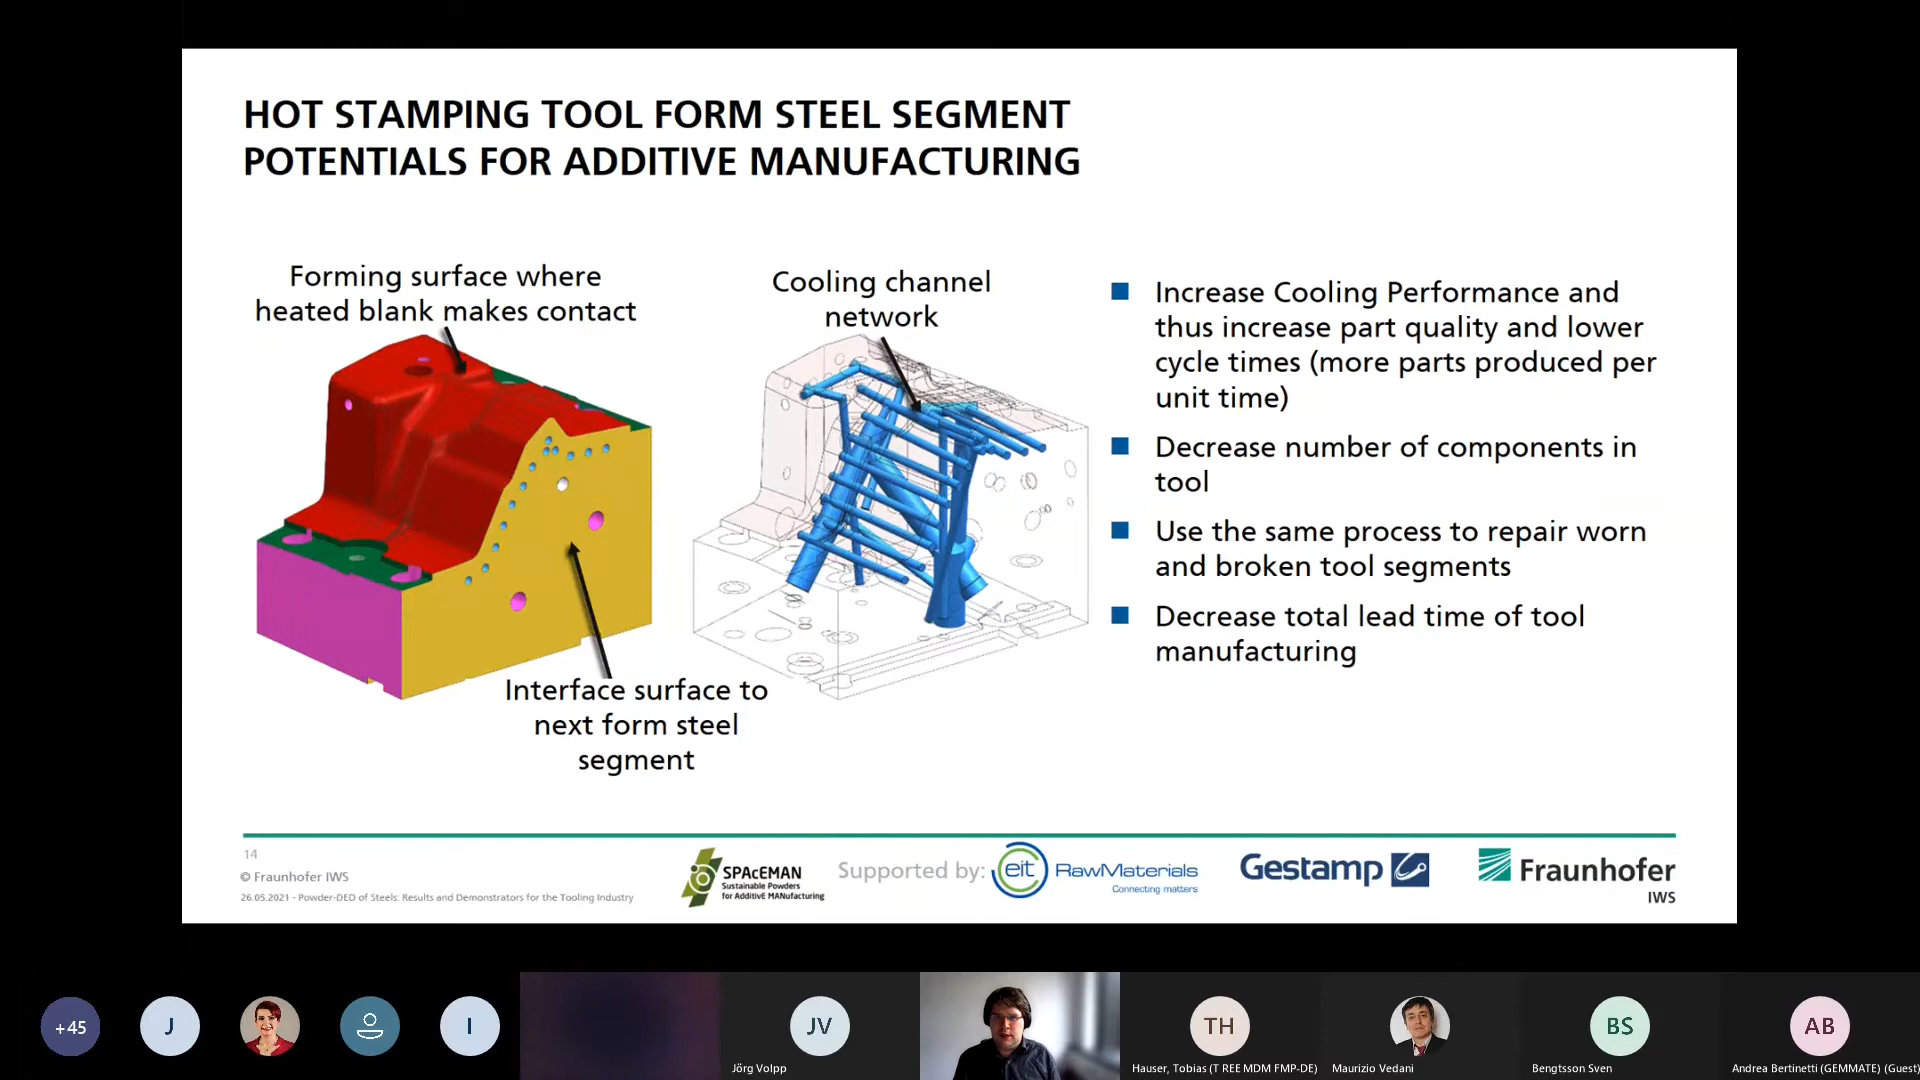 HOT STAMPING TOOL FORM STEEL SEGMENT
POTENTIALS FOR ADDITIVE MANUFACTURING
Forming surface where
heated blank makes contact
Cooling channel
network
Interface surface to
next form steel
segment
Increase Cooling Performance and
thus increase part quality and lower
cycle times (more parts produced per
unit time)
Decrease number of components in
tool
Use the same process to repair worn
and broken tool segments
Decrease total lead time of tool
manufacturing
14
© Fraunhofer IWS
26.05.2021 - Powder-DED of Steels: Results and Demonstrators for the Tooling Industry
SPAcEMAN
Sustainable Powders
for AdditivE MANufacturing
Supported by:
eit RawMaterials
Connecting matters
Gestamp
Fraunhofer
IWS
+45
J
I
JV
TH
BS
AB
Jörg Volpp
Hauser, Tobias (T REE MDM FMP-DE)
Maurizio Vedani
Bengtsson Sven
Andrea Bertinetti (GEMMATE) (Guest)